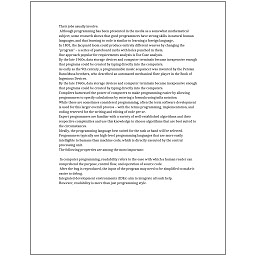 Their jobs usually involve:
Although programming has been presented in the media as a somewhat mathematical
subject, some research shows that good programmers have strong skills in natural human
languages, and that learning to code is similar to learning a foreign language.
In 1801, the Jacquard loom could produce entirely different weaves by changing the
"program" – a series of pasteboard cards with holes punched in them.
One approach popular for requirements analysis is Use Case analysis.
By the late 1960s, data storage devices and computer terminals became inexpensive enough
that programs could be created by typing directly into the computers.
As early as the 9th century, a programmable music sequencer was invented by the Persian
Banu Musa brothers, who described an automated mechanical flute player in the Book of
Ingenious Devices.
By the late 1960s, data storage devices and computer terminals became inexpensive enough
that programs could be created by typing directly into the computers.
Compilers harnessed the power of computers to make programming easier by allowing
programmers to specify calculations by entering a formula using infix notation.
While these are sometimes considered programming, often the term software development
is used for this larger overall process – with the terms programming, implementation, and
coding reserved for the writing and editing of code per se.
Expert programmers are familiar with a variety of well-established algorithms and their
respective complexities and use this knowledge to choose algorithms that are best suited to
the circumstances.
Ideally, the programming language best suited for the task at hand will be selected.
Programmers typically use high-level programming languages that are more easily
intelligible to humans than machine code, which is directly executed by the central
processing unit.
The following properties are among the most important:
In computer programming, readability refers to the ease with which a human reader can
comprehend the purpose, control flow, and operation of source code.
After the bug is reproduced, the input of the program may need to be simplified to make it
easier to debug.
Integrated development environments (IDEs) aim to integrate all such help.
However, readability is more than just programming style.